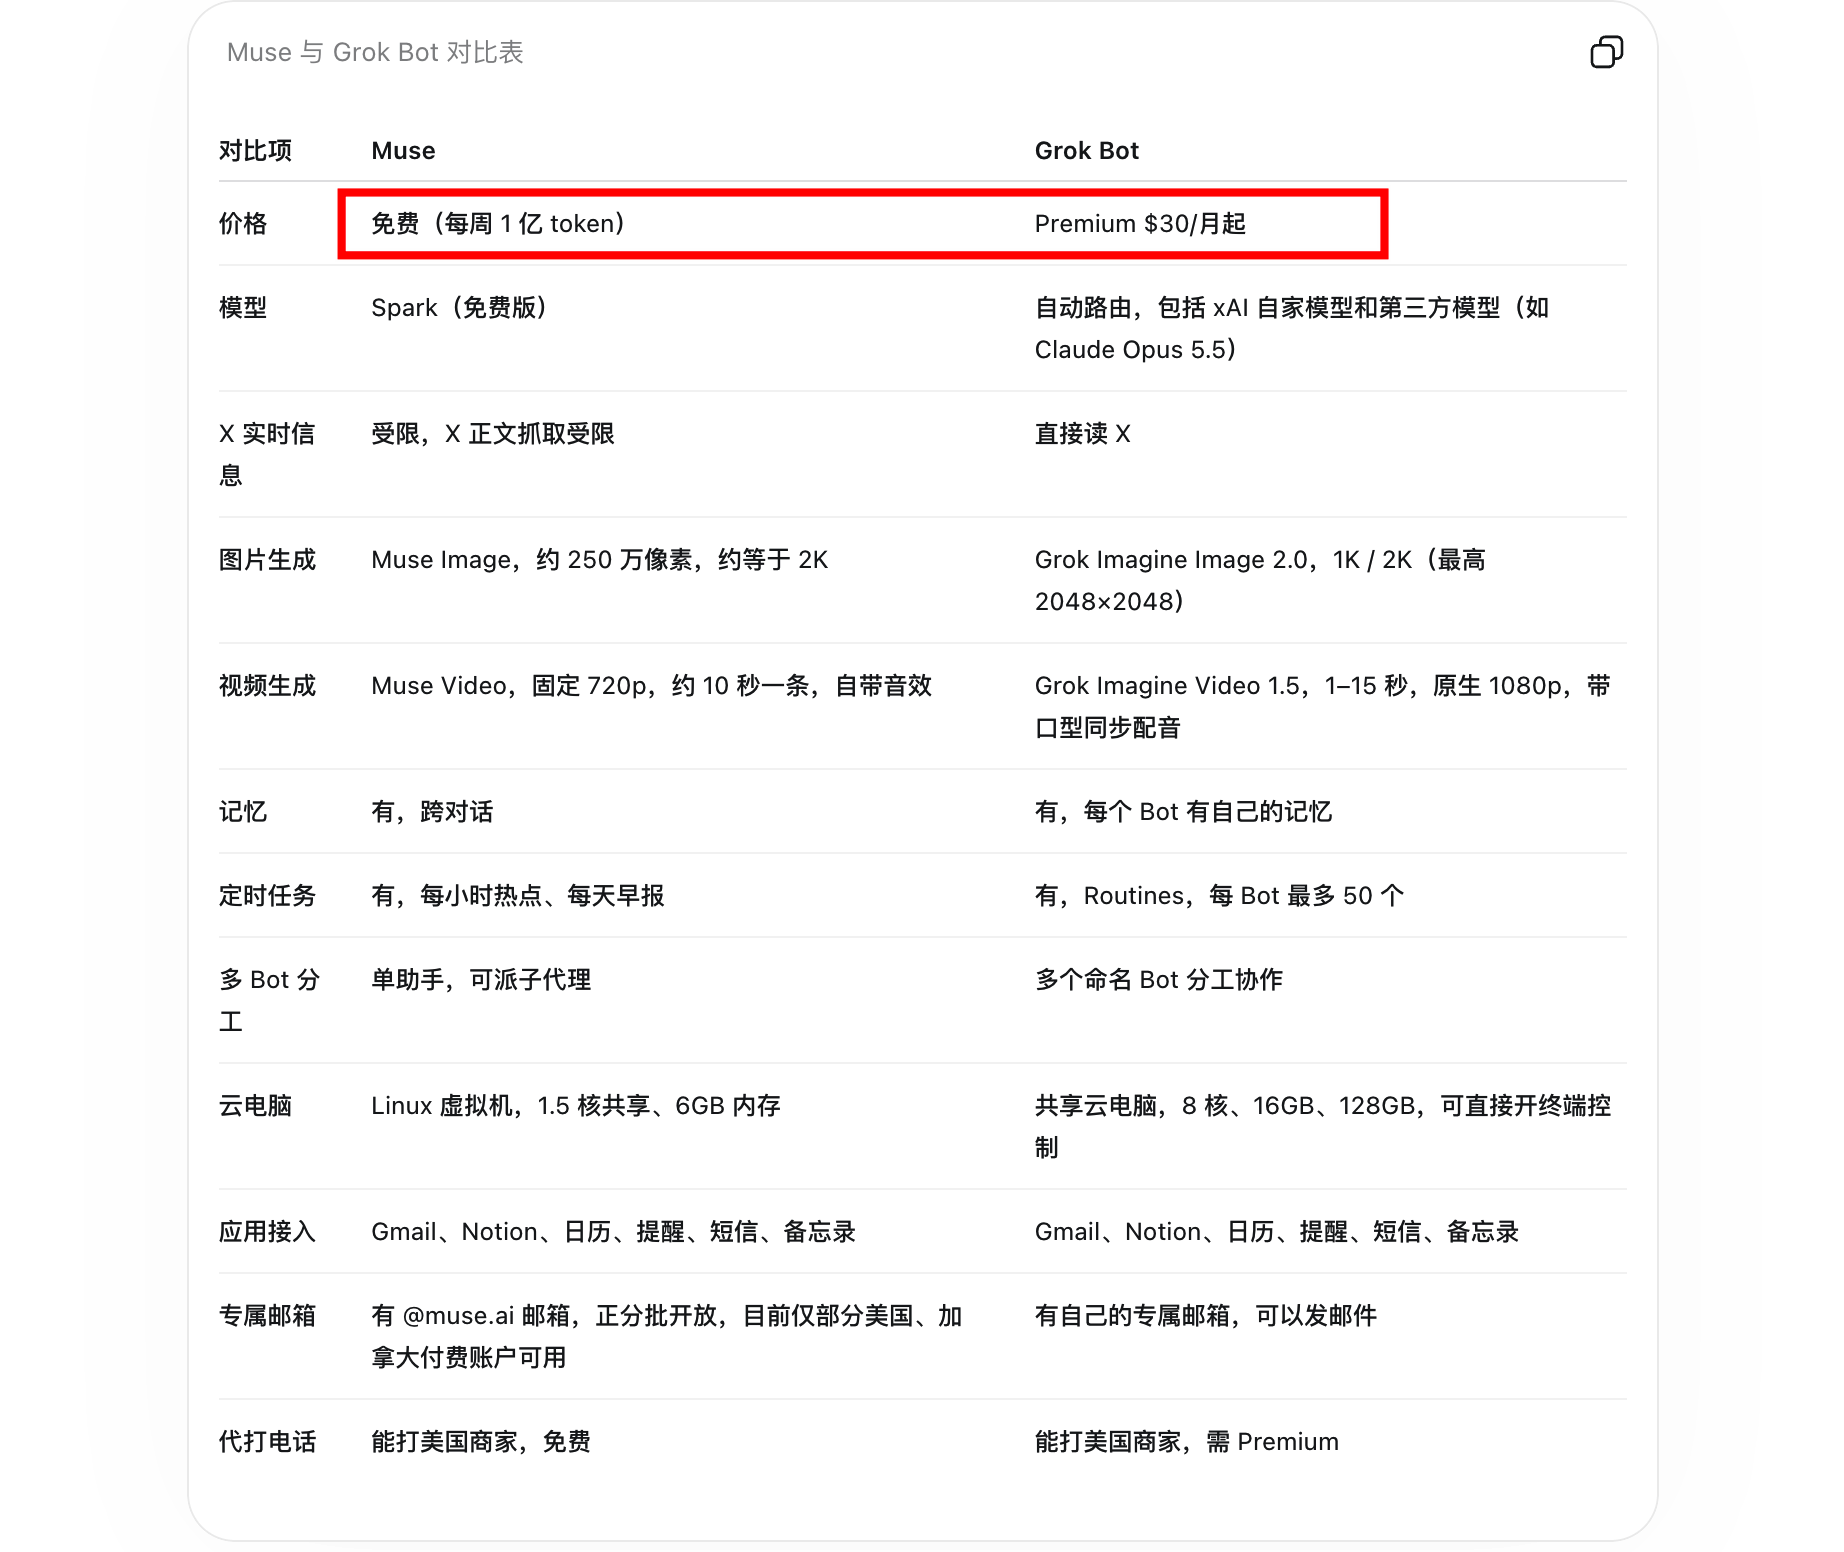 Muse 与 Grok Bot 对比表
对比项 Muse Grok Bot
价格 免费（每周 1 亿 token） Premium $30/月起
模型 Spark（免费版） 自动路由，包括 xAI 自家模型和第三方模型（如
Claude Opus 5.5）
X 实时信 受限，X 正文抓取受限 直接读 X
息
图片生成 Muse Image，约 250 万像素，约等于 2K Grok Imagine Image 2.0，1K / 2K（最高
2048×2048）
视频生成 Muse Video，固定 720p，约 10 秒一条，自带音效 Grok Imagine Video 1.5，1–15 秒，原生 1080p，带
口型同步配音
记忆 有，跨对话 有，每个 Bot 有自己的记忆
定时任务 有，每小时热点、每天早报 有，Routines，每 Bot 最多 50 个
多 Bot 分 单助手，可派子代理 多个命名 Bot 分工协作
工
云电脑 Linux 虚拟机，1.5 核共享、6GB 内存 共享云电脑，8 核、16GB、128GB，可直接开终端控
制
应用接入 Gmail、Notion、日历、提醒、短信、备忘录 Gmail、Notion、日历、提醒、短信、备忘录
专属邮箱 有 @muse.ai 邮箱，正分批开放，目前仅部分美国、加 有自己的专属邮箱，可以发邮件
拿大付费账户可用
代打电话 能打美国商家，免费 能打美国商家，需 Premium